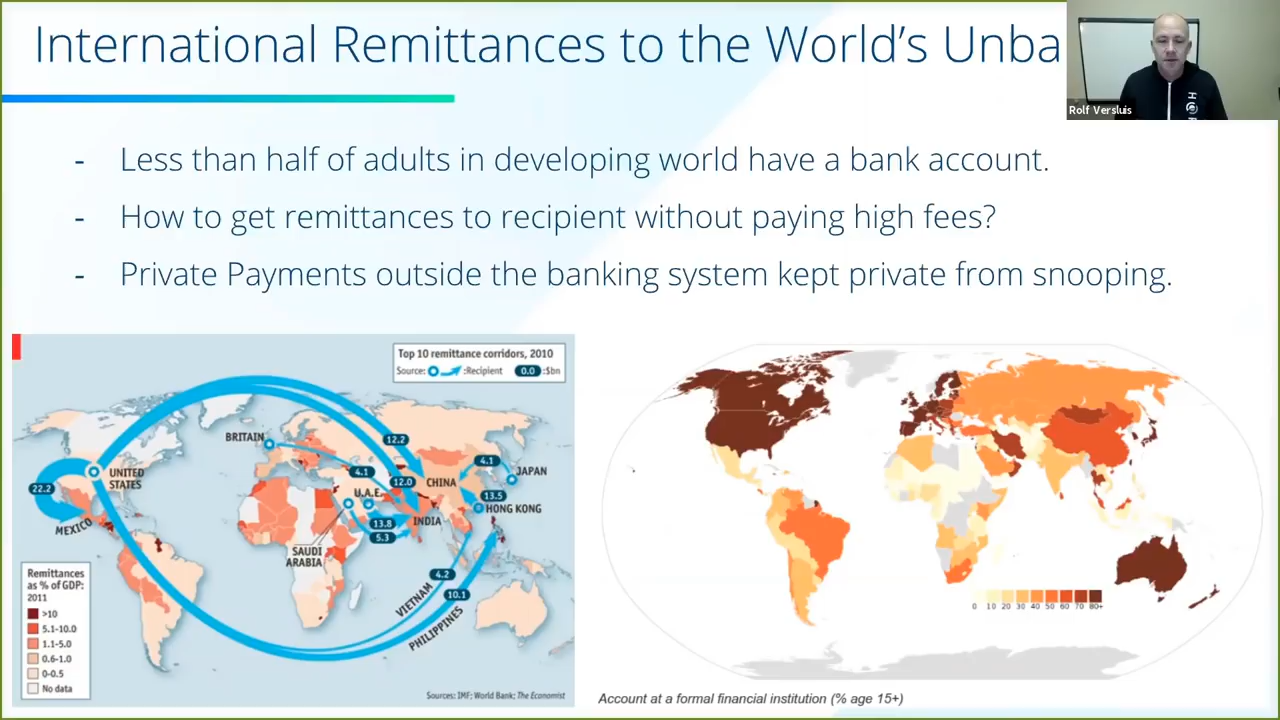 International Remittances to the World's Unba
Rolf Versluis
- Less than half of adults in developing world have a bank account.
- How to get remittances to recipient without paying high fees?
- Private Payments outside the banking system kept private from snooping.
Top 10 remittance corridors, 2010
Source: :Recipient 0.0 :$bn
BRITAIN
12.2
4.1
4.1
JAPAN
UNITED
STATES
12.0
CHINA
22.2
U.A.E.
13.5
HONG KONG
MEXICO
13.8
INDIA
5.3
SAUDI
ARABIA
4.2
VIETNAM
10.1
PHILIPPINES
Remittances
as % of GDP:
2011
>10
5.1-10.0
1.1-5.0
0.6-1.0
0-0.5
No data
Sources: IMF; World Bank; The Economist
0 10 20 30 40 50 60 70 80+
Account at a formal financial institution (% age 15+)